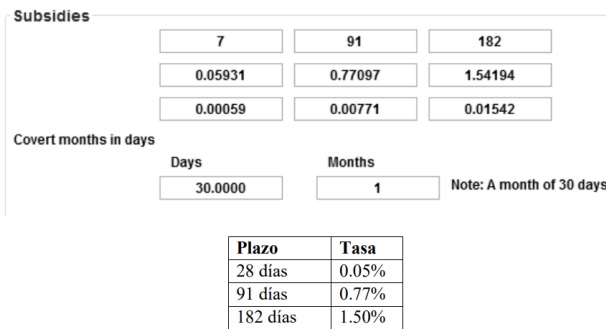 Subsidies
7 91 182
0.05931 0.77097 1.54194
0.00059 0.00771 0.01542
Covert months in days
Days Months
30.0000 1 Note: A month of 30 days
Plazo Tasa
28 días 0.05%
91 días 0.77%
182 días 1.50%